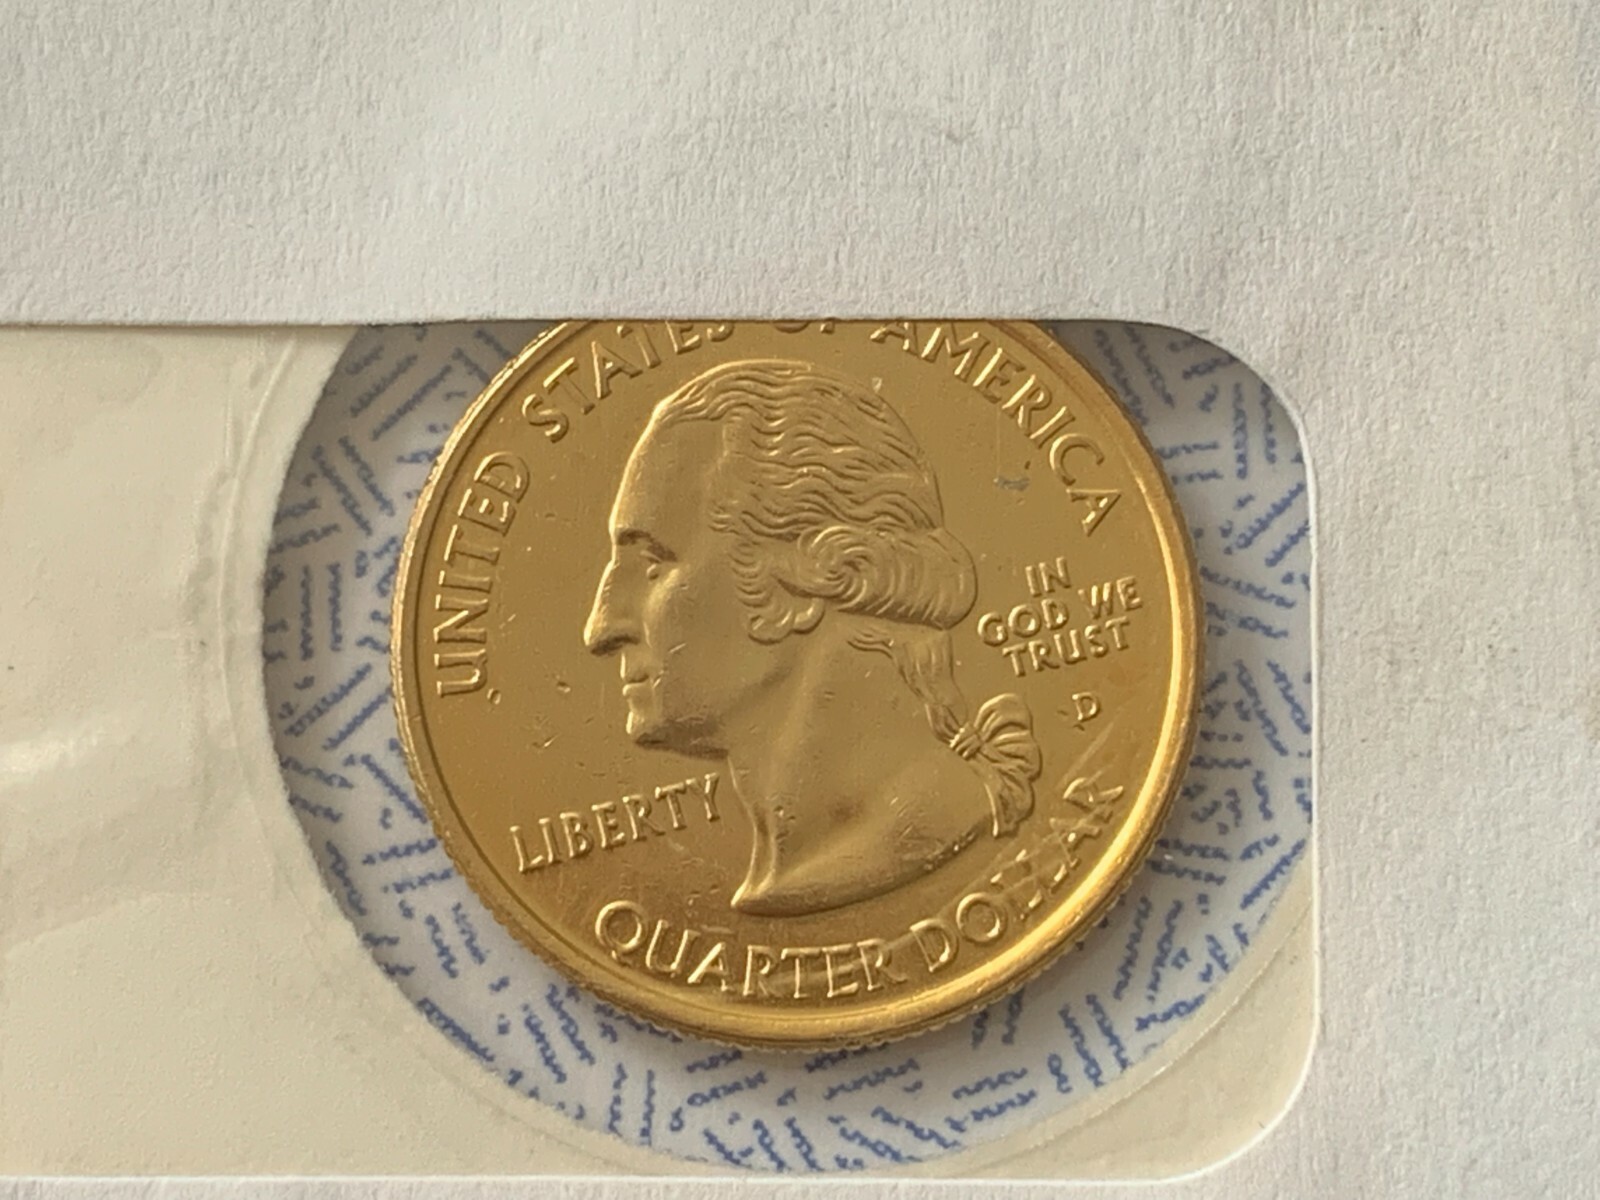 UNITED STATES OF AMERICA
IN
GOD WE
TRUST
D
LIBERTY
QUARTER DOLLAR